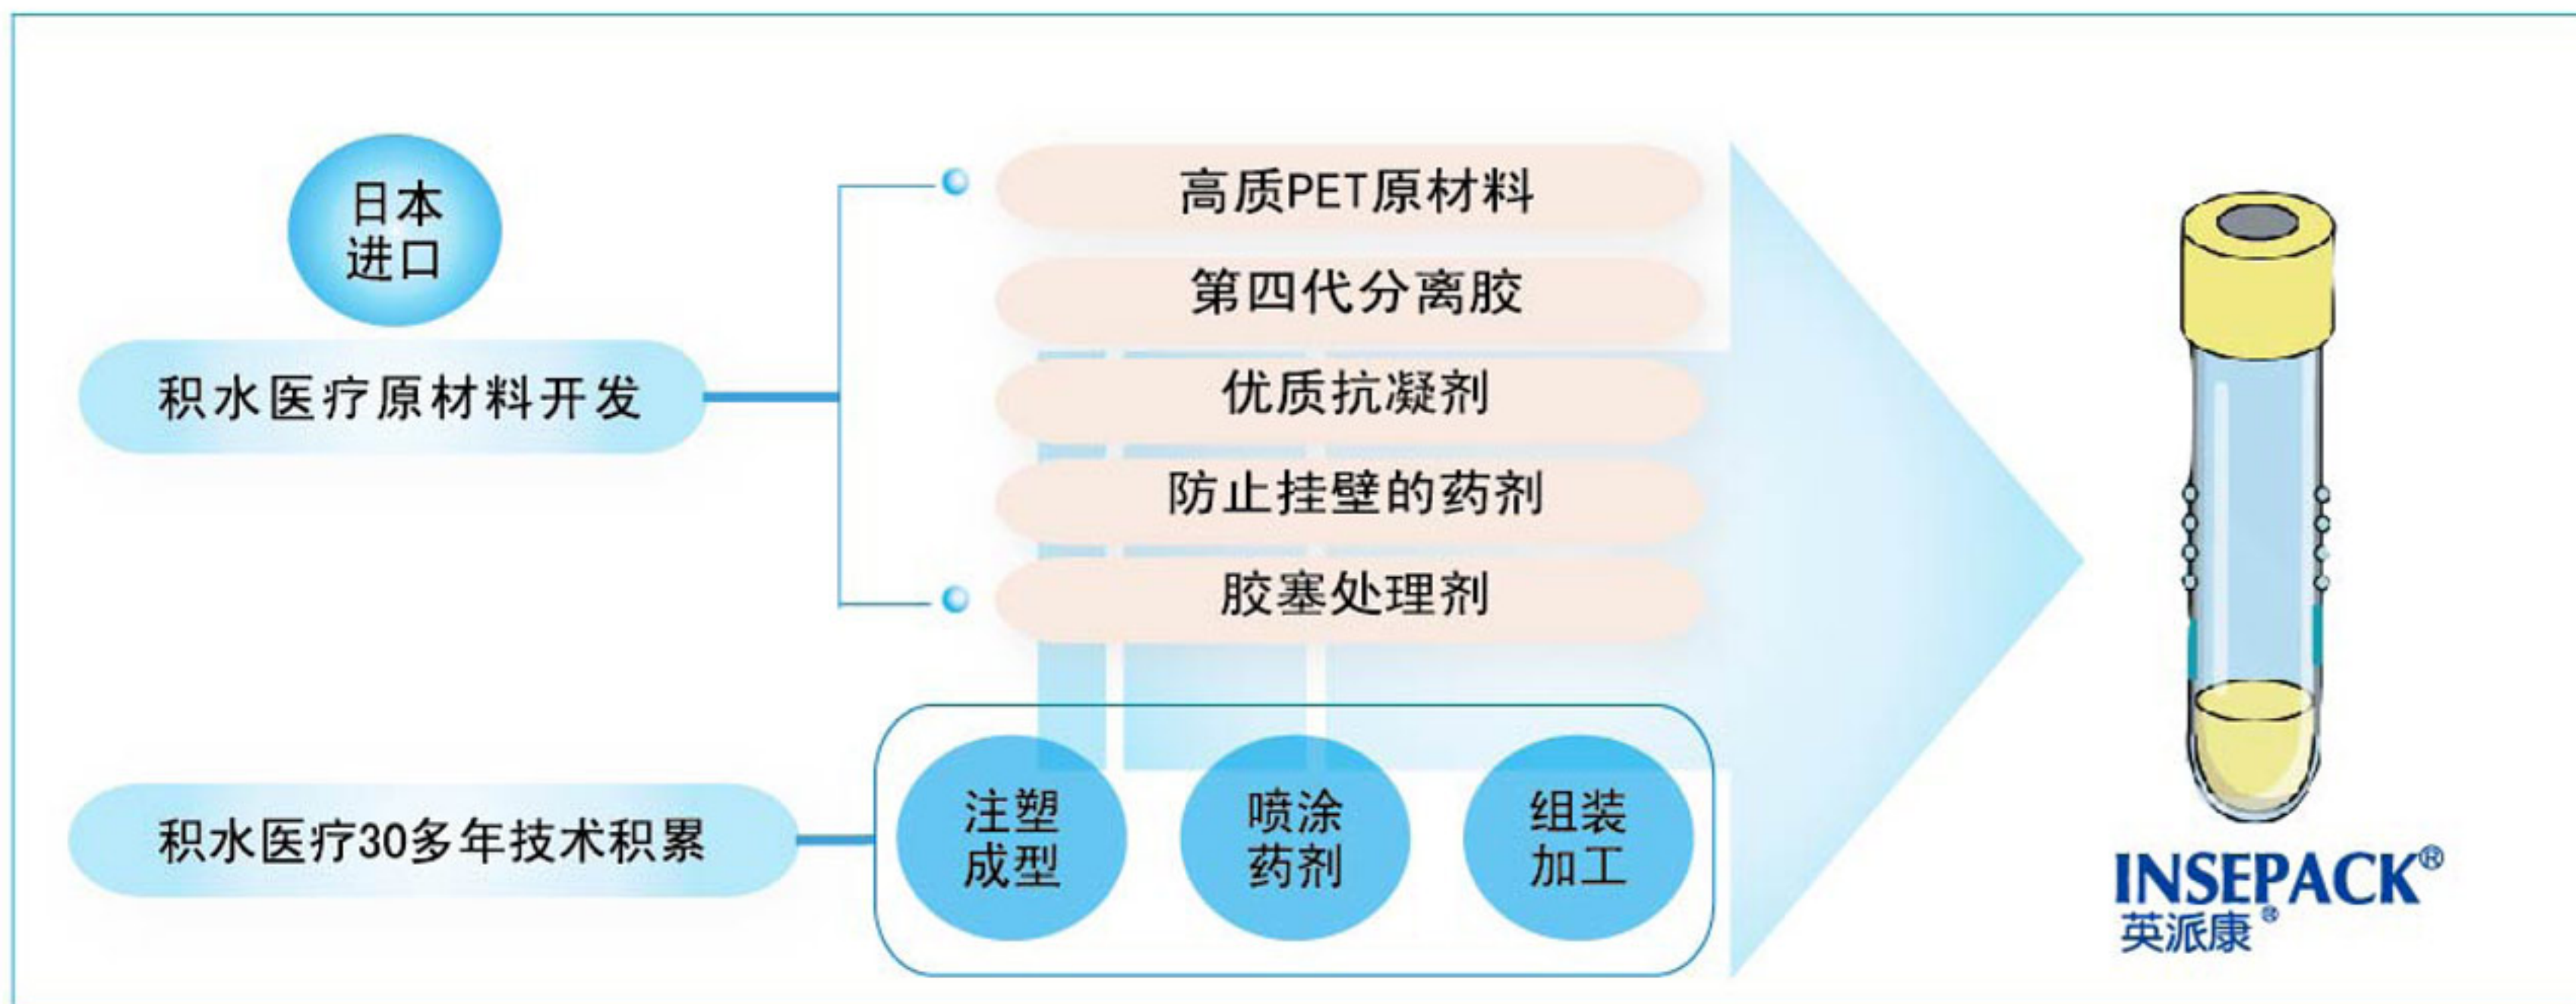 日本
进口
积水医疗原材料开发
高质PET原材料
第四代分离胶
优质抗凝剂
防止挂壁的药剂
胶塞处理剂
积水医疗30多年技术积累
注塑
成型
喷涂
药剂
组装
加工
INSEPACK®
英派康®